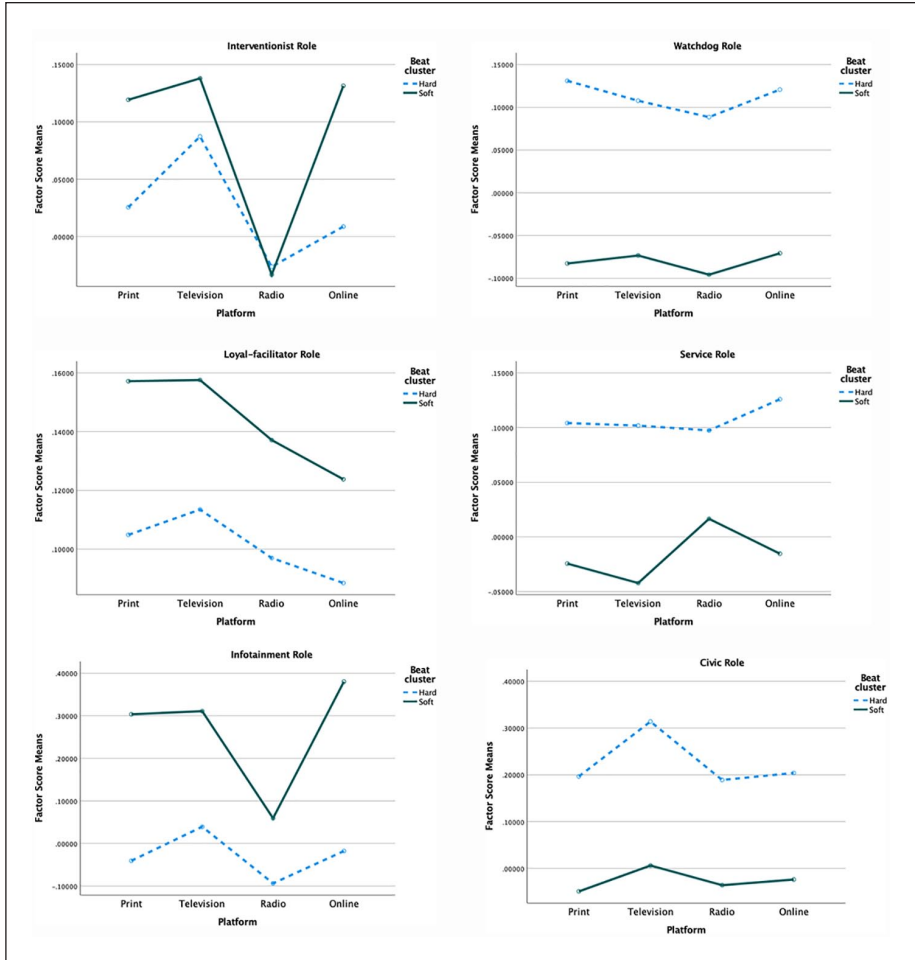 Interventionist Role
Beat
cluster
Hard
Soft
.15000
.10000
.05000
.00000
Factor Score Means
Print Television Radio Online
Platform
Watchdog Role
Beat
cluster
Hard
Soft
.15000
.10000
.05000
.00000
-.05000
-.10000
Factor Score Means
Print Television Radio Online
Platform
Loyal-facilitator Role
Beat
cluster
Hard
Soft
.16000
.14000
.12000
.10000
Factor Score Means
Print Television Radio Online
Platform
Service Role
Beat
cluster
Hard
Soft
.15000
.10000
.05000
.00000
-.05000
Factor Score Means
Print Television Radio Online
Platform
Infotainment Role
Beat
cluster
Hard
Soft
.40000
.30000
.20000
.10000
.00000
-.10000
Factor Score Means
Print Television Radio Online
Platform
Civic Role
Beat
cluster
Hard
Soft
.40000
.30000
.20000
.10000
.00000
Factor Score Means
Print Television Radio Online
Platform